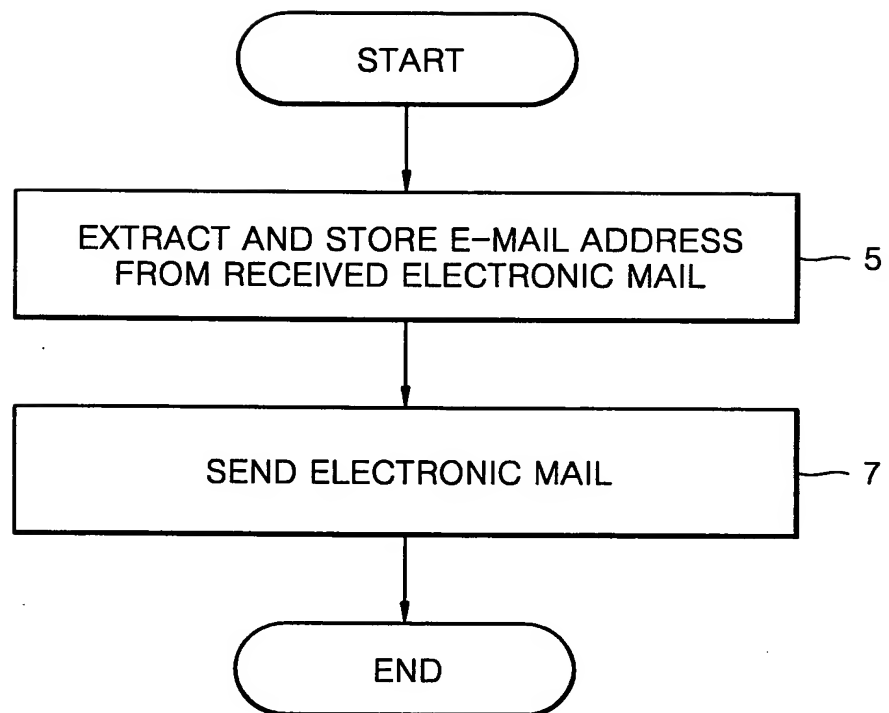 START
EXTRACT AND STORE E-MAIL ADDRESS
FROM RECEIVED ELECTRONIC MAIL
5
SEND ELECTRONIC MAIL
7
END